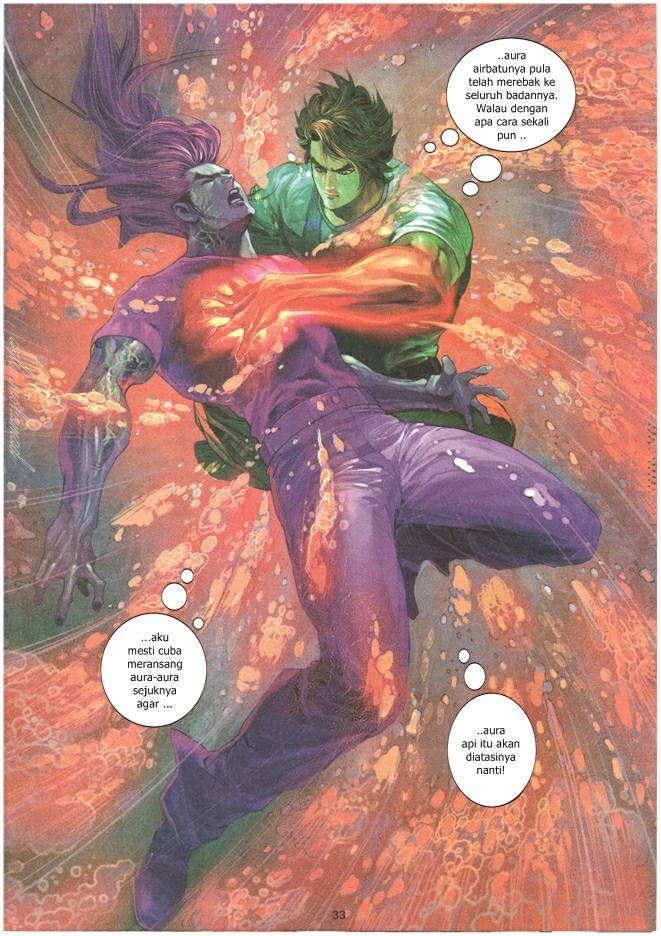 ..aura
airbatunya pula
telah merebak ke
seluruh badannya.
Walau dengan
apa cara sekali
pun ..
...aku
mesti cuba
meransang
aura-aura
sejuknya
agar ...
..aura
api itu akan
diatasinya
nanti!
33